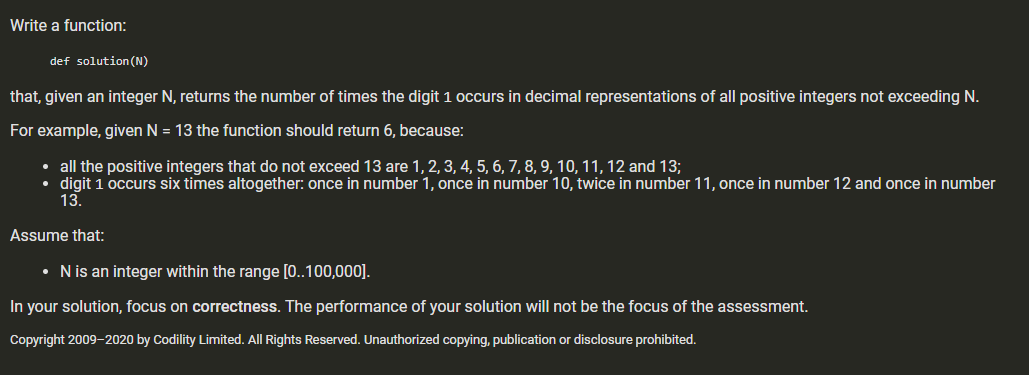 Write a function:
def solution(N)
that, given an integer N, returns the number of times the digit 1 occurs in decimal representations of all positive integers not exceeding N.
For example, given N = 13 the function should return 6, because:
• all the positive integers that do not exceed 13 are 1, 2, 3, 4, 5, 6, 7, 8, 9, 10, 11, 12 and 13;
• digit 1 occurs six times altogether: once in number 1, once in number 10, twice in number 11, once in number 12 and once in number
13.
Assume that:
• N is an integer within the range [0..100,000].
In your solution, focus on correctness. The performance of your solution will not be the focus of the assessment.
Copyright 2009–2020 by Codility Limited. All Rights Reserved. Unauthorized copying, publication or disclosure prohibited.